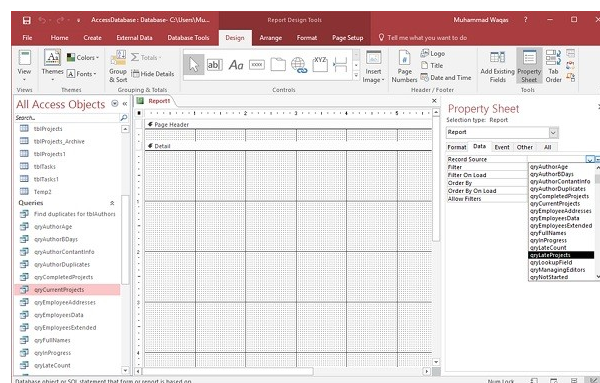 AccessDatabase : Database- C:\Users\Mu... Report Design Tools Muhammad Waqas
File Home Create External Data Database Tools Design Arrange Format Page Setup Tell me what you want to do
View Themes Colors Fonts Group & Sort Totals Hide Details Aa Insert Image Page Numbers Logo Title Date and Time Add Existing Fields Property Sheet Tab Order
Views Themes Grouping & Totals Controls Header / Footer Tools
All Access Objects
Search...
tblProjects
tblProjects_Archive
tblProjects1
tblTasks
tblTasks1
Temp2
Queries
Find duplicates for tblAuthors
qryAuthorAge
qryAuthorBDays
qryAuthorContantInfo
qryAuthorDuplicates
qryCompletedProjects
qryCurrentProjects
qryEmployeeAddresses
qryEmployeesData
qryEmployeesExtended
qryFullNames
qryInProgress
qryLateCount
Report1
Page Header
Detail
Property Sheet
Selection type: Report
Report
Format Data Event Other All
Record Source
Filter
Filter On Load
Order By
Order By On Load
Allow Filters
qryAuthorAge
qryAuthorBDays
qryAuthorContantInfo
qryAuthorDuplicates
qryCompletedProjects
qryCurrentProjects
qryEmployeeAddresses
qryEmployeesData
qryEmployeesExtended
qryFullNames
qryInProgress
qryLateCount
qryLateProjects
qryLookupField
qryManagingEditors
qryNotStarted
Database object or SQL statement that form or report is based on Num Lock